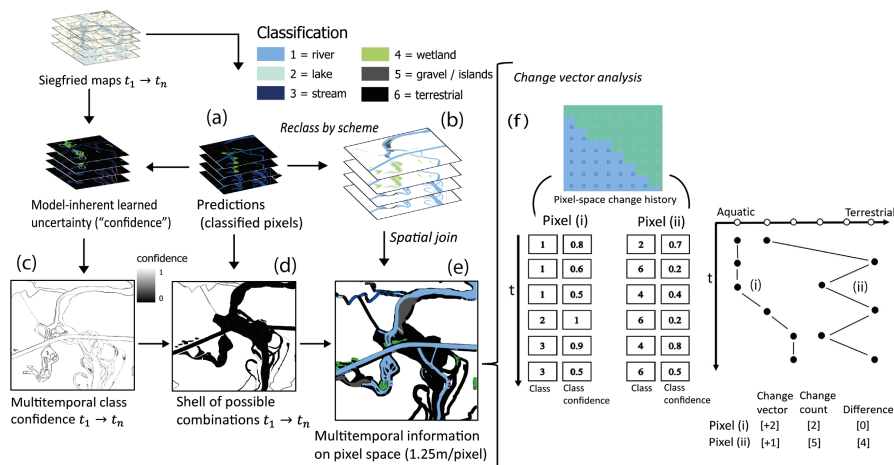 Classification
1 = river
2 = lake
3 = stream
4 = wetland
5 = gravel / islands
6 = terrestrial
Siegfried maps t₁ → tₙ
(a)
Reclass by scheme
(b)
Model-inherent learned
uncertainty (“confidence”)
Predictions
(classified pixels)
Spatial join
(c)
confidence
1
0
(d)
(e)
Multitemporal class
confidence t₁ → tₙ
Shell of possible
combinations t₁ → tₙ
Multitemporal information
on pixel space (1.25m/pixel)
Change vector analysis
(f)
Pixel-space change history
Pixel (i)
Pixel (ii)
t
1 0.8
1 0.6
1 0.5
2 1
3 0.9
3 0.5
Class
Class
confidence
2 0.7
6 0.2
4 0.4
6 0.2
4 0.8
6 0.5
Class
Class
confidence
Aquatic
Terrestrial
t
(i)
(ii)
Change
vector
Change
count
Difference
Pixel (i) [+2] [2] [0]
Pixel (ii) [+1] [5] [4]